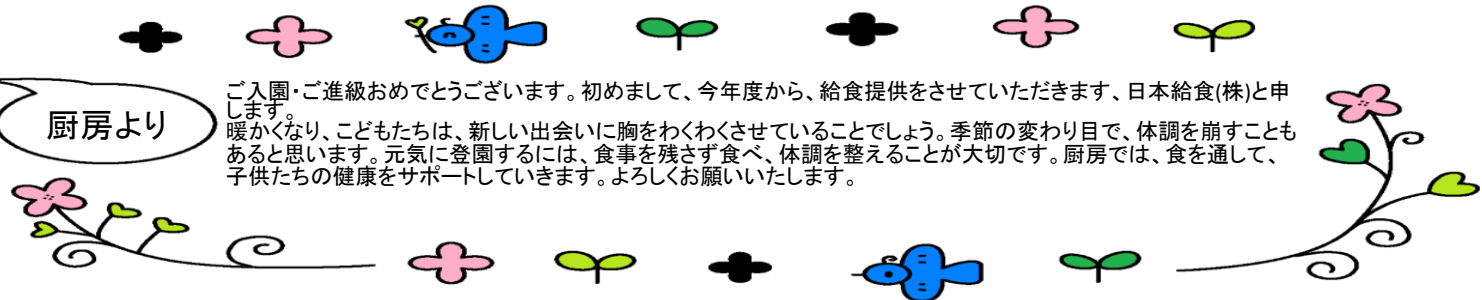 厨房より
ご入園・ご進級おめでとうございます。初めまして、今年度から、給食提供をさせていただきます、日本給食(株)と申
します。
暖かくなり、こどもたちは、新しい出会いに胸をわくわくさせていることでしょう。季節の変わり目で、体調を崩すことも
あると思います。元気に登園するには、食事を残さず食べ、体調を整えることが大切です。厨房では、食を通して、
子供たちの健康をサポートしていきます。よろしくお願いいたします。